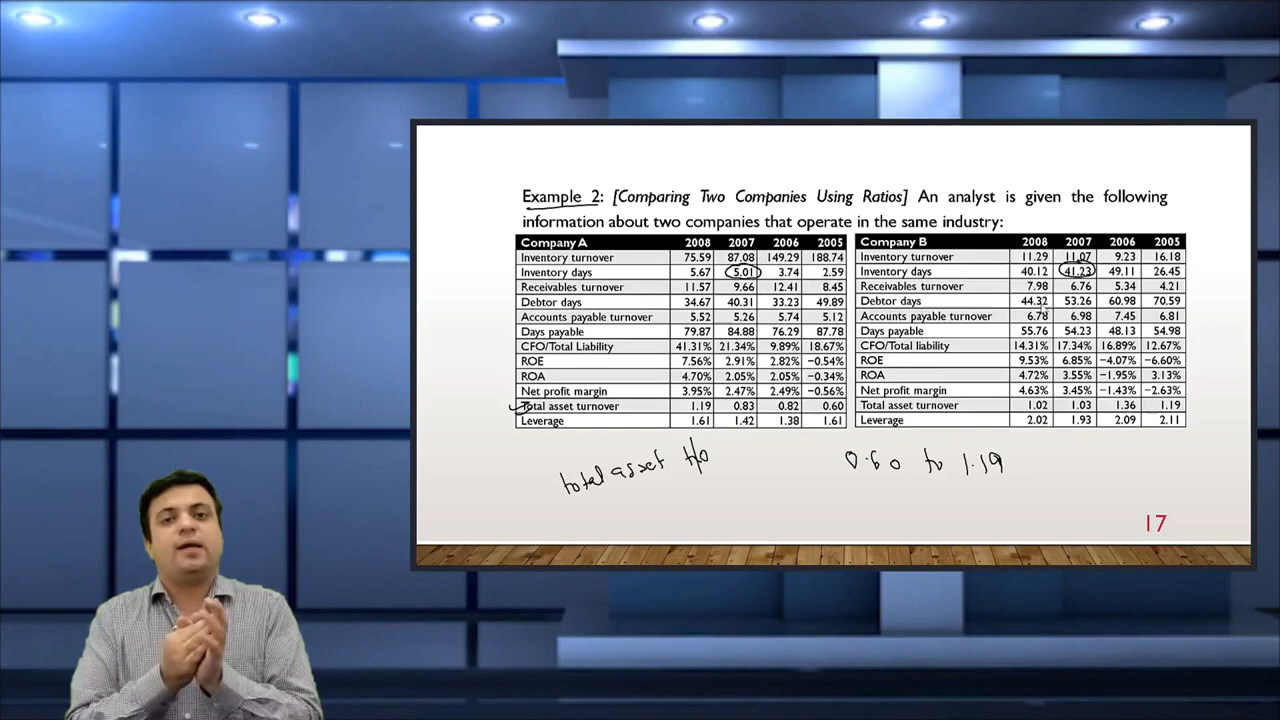 Example 2: [Comparing Two Companies Using Ratios] An analyst is given the following
information about two companies that operate in the same industry:
Company A 2008 2007 2006 2005
Inventory turnover 75.59 87.08 149.29 188.74
Inventory days 5.67 5.01 3.74 2.59
Receivables turnover 11.57 9.66 12.41 8.45
Debtor days 34.67 40.31 33.23 49.89
Accounts payable turnover 5.52 5.26 5.74 5.12
Days payable 79.87 84.88 76.29 87.78
CFO/Total Liability 41.31% 21.34% 9.89% 18.67%
ROE 7.56% 2.91% 2.82% −0.54%
ROA 4.70% 2.05% 2.05% −0.34%
Net profit margin 3.95% 2.47% 2.49% −0.56%
Total asset turnover 1.19 0.83 0.82 0.60
Leverage 1.61 1.42 1.38 1.61
Company B 2008 2007 2006 2005
Inventory turnover 11.29 11.07 9.23 16.18
Inventory days 40.12 41.23 49.11 26.45
Receivables turnover 7.98 6.76 5.34 4.21
Debtor days 44.32 53.26 60.98 70.59
Accounts payable turnover 6.78 6.98 7.45 6.81
Days payable 55.76 54.23 48.13 54.98
CFO/Total liability 14.31% 17.34% 16.89% 12.67%
ROE 9.53% 6.85% −4.07% −6.60%
ROA 4.72% 3.55% −1.95% 3.13%
Net profit margin 4.63% 3.45% −1.43% −2.63%
Total asset turnover 1.02 1.03 1.36 1.19
Leverage 2.02 1.93 2.09 2.11
total asset t/o 0.60 to 1.19
17